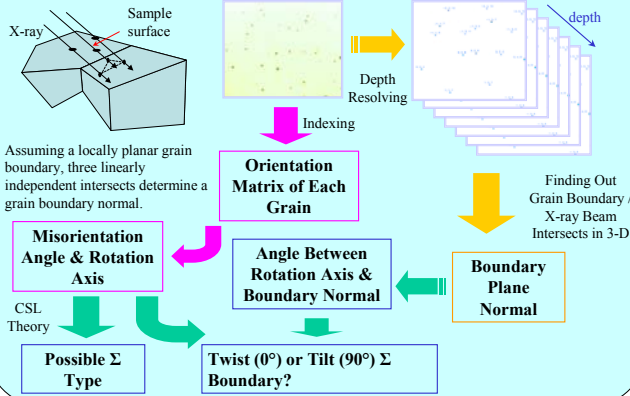 Sample
surface
X-ray
depth
Depth
Resolving
Indexing
Assuming a locally planar grain
boundary, three linearly
independent intersects determine a
grain boundary normal.
Orientation
Matrix of Each
Grain
Finding Out
Grain Boundary /
X-ray Beam
Intersects in 3-D
Misorientation
Angle & Rotation
Axis
Angle Between
Rotation Axis &
Boundary Normal
Boundary
Plane
Normal
CSL
Theory
Possible Σ
Type
Twist (0°) or Tilt (90°) Σ
Boundary?